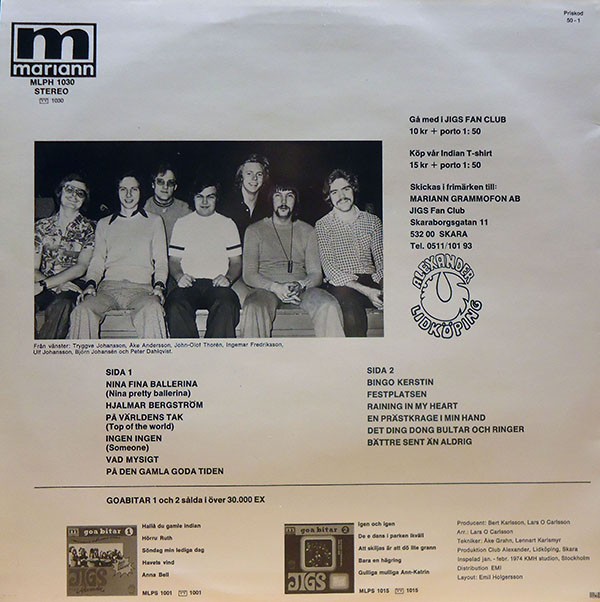 Priskod
50 - 1
m
mariann
MLPH 1030
STEREO
1030
Gå med i JIGS FAN CLUB
10 kr + porto 1:50
Köp vår Indian T-shirt
15 kr + porto 1:50
Skickas i frimärken till:
MARIANN GRAMMOFON AB
JIGS Fan Club
Skaraborgsgatan 11
532 00 SKARA
Tel. 0511/101 93
ALEXANDER
LIDKÖPING
Från vänster: Tryggve Johansson, Åke Andersson, John-Olof Thorén, Ingemar Fredriksson,
Ulf Johansson, Björn Johansén och Peter Dahlqvist.
SIDA 1
NINA FINA BALLERINA
(Nina pretty ballerina)
HJALMAR BERGSTRÖM
PÅ VÄRLDENS TAK
(Top of the world)
INGEN INGEN
(Someone)
VAD MYSIGT
PÅ DEN GAMLA GODA TIDEN
SIDA 2
BINGO KERSTIN
FESTPLATSEN
RAINING IN MY HEART
EN PRÄSTKRAGE I MIN HAND
DET DING DONG BULTAR OCH RINGER
BÄTTRE SENT ÄN ALDRIG
GOABITAR 1 och 2 sålda i över 30.000 EX
goa bitar 1
JIGS
Hallå du gamle indian
Hörru Ruth
Söndag min lediga dag
Havets vind
Anna Bell
MLPS 1001 1001
goa bitar 2
JIGS
Igen och igen
De e dans i parken ikväll
Att skiljas är att dö lite grann
Bara en hägring
Gulliga mulliga Ann-Katrin
MLPS 1015 1015
Producent: Bert Karlsson, Lars O Carlsson
Arr.: Lars O Carlsson
Tekniker: Åke Grahn, Lennart Karlsmyr
Production Club Alexander, Lidköping, Skara
Inspelad jan. - febr. 1974 KMH studion, Stockholm
Distribution EMI
Layout: Emil Holgersson